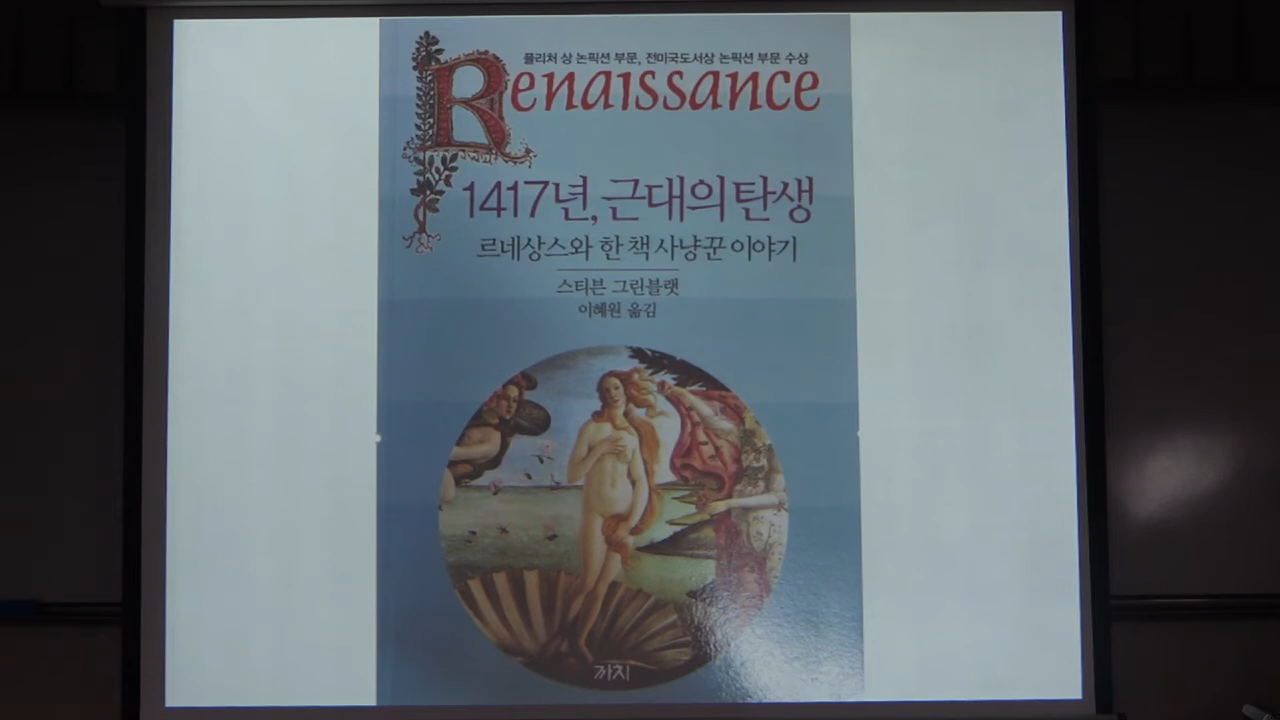 퓰리처 상 논픽션 부문, 전미국도서상 논픽션 부문 수상
Renaissance
1417년, 근대의 탄생
르네상스와 한 책 사냥꾼 이야기
스티븐 그린블랫
이혜원 옮김
까치